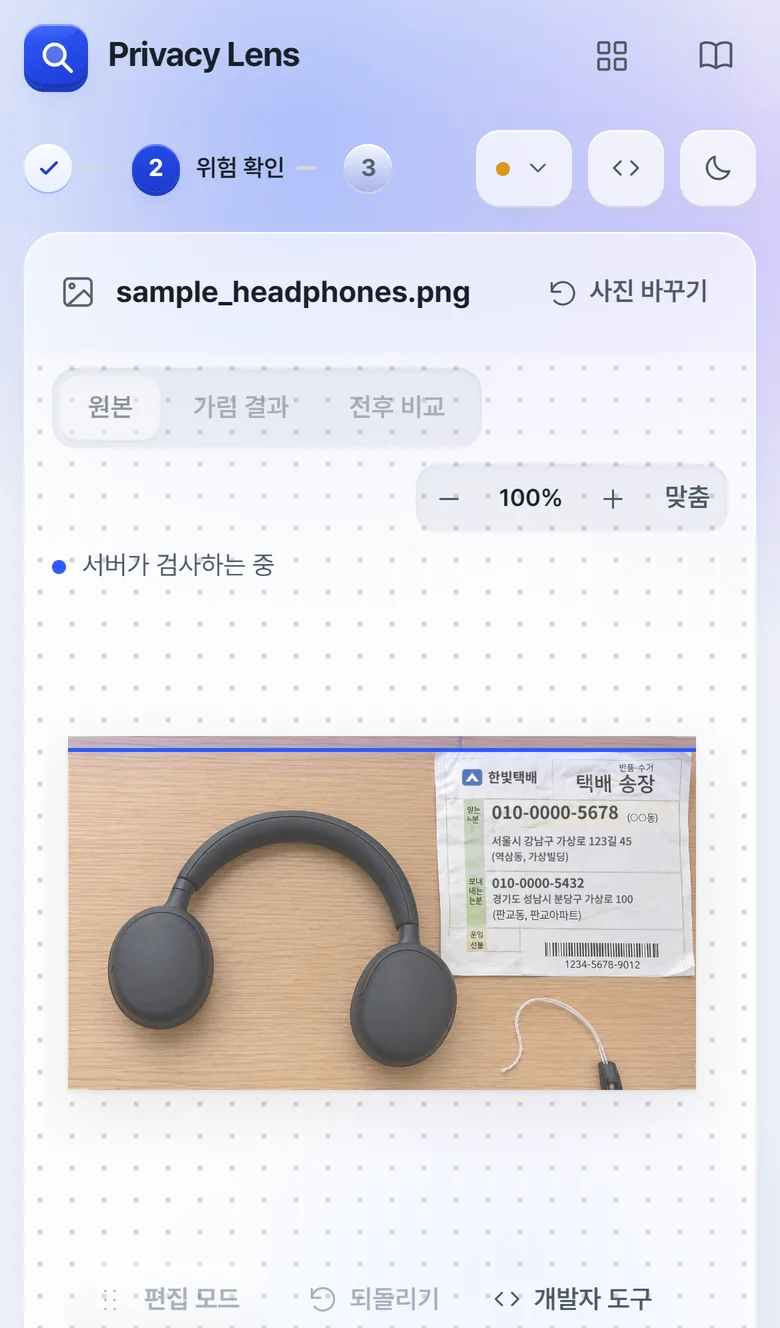 Privacy Lens
2 위험 확인 3
sample_headphones.png
사진 바꾸기
원본 가림 결과 전후 비교
100% 맞춤
서버가 검사하는 중
한빛택배
반품·수거
택배 송장
받는
010-0000-5678 (○○동)
서울시 강남구 가상로 123길 45
(역삼동, 가상빌딩)
보내
내는
는분
010-0000-5432
경기도 성남시 분당구 가상로 100
(판교동, 판교아파트)
운임
선불
1234-5678-9012
편집 모드 되돌리기 개발자 도구